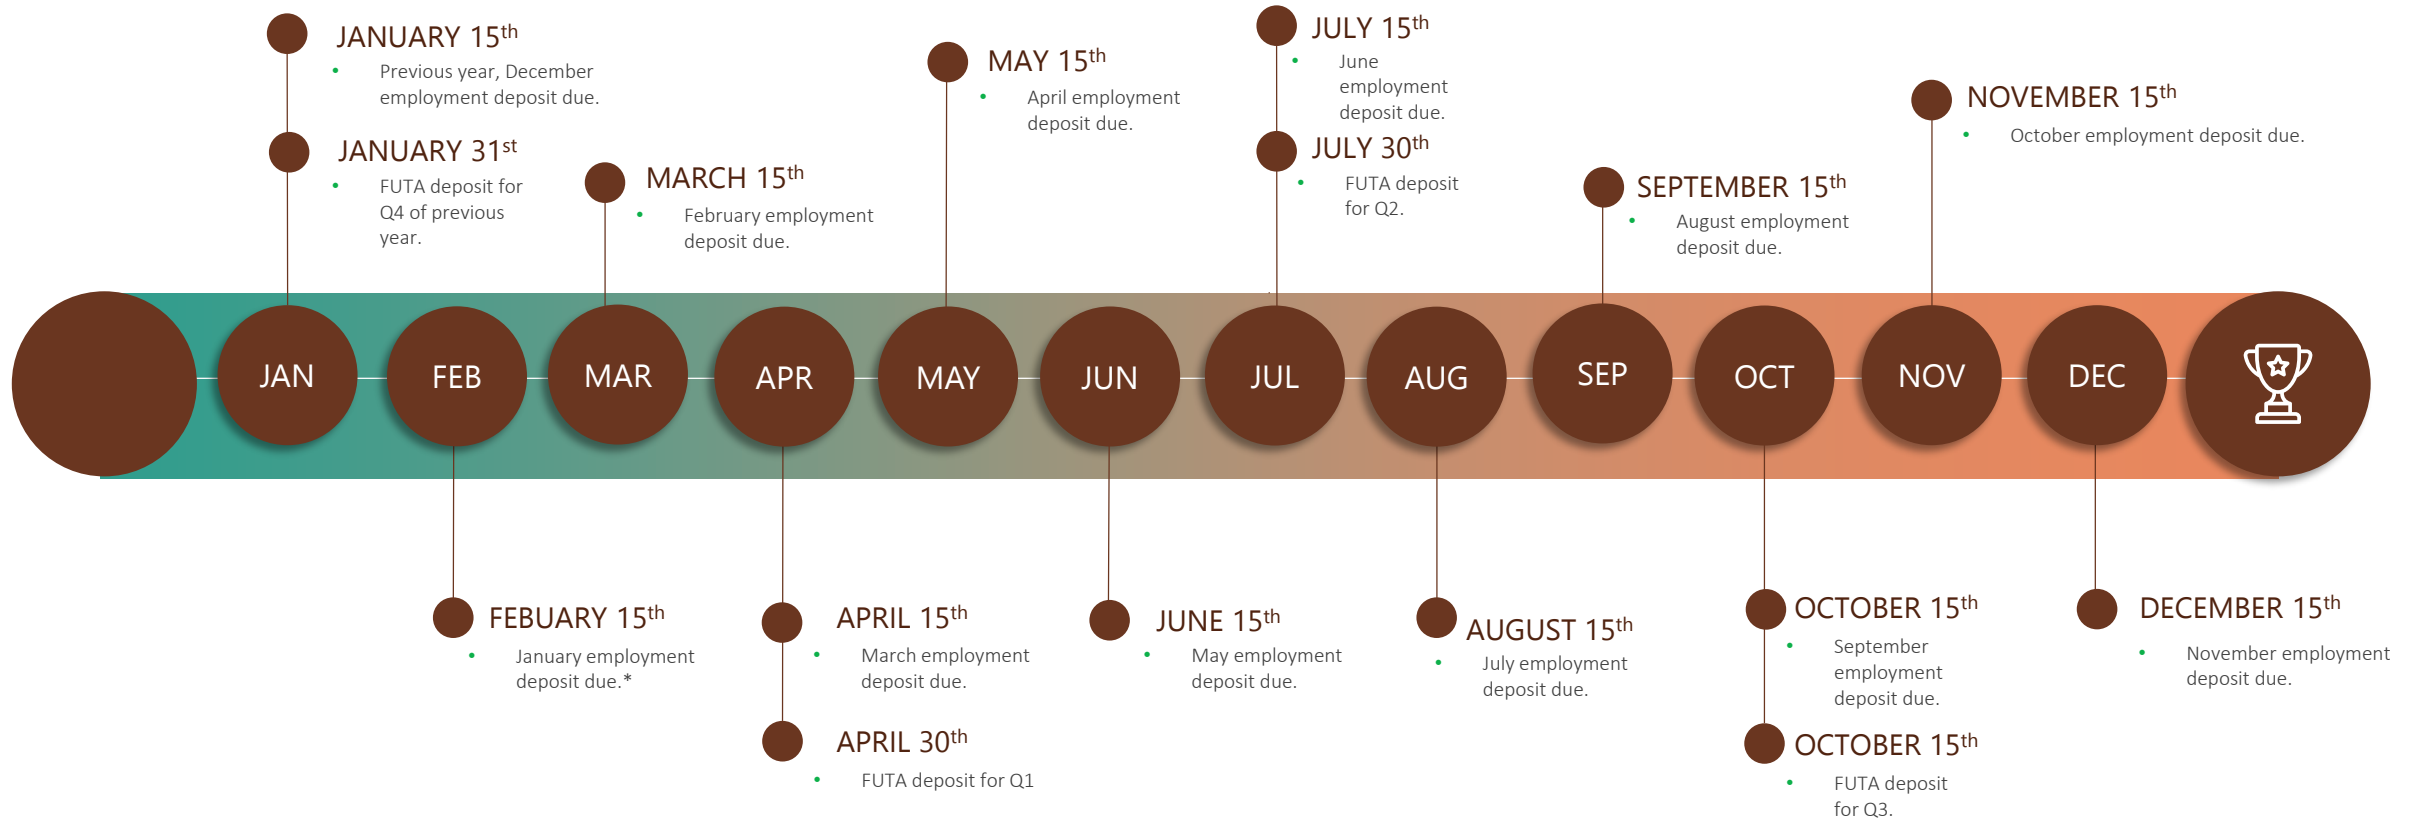 JANUARY 15th
• Previous year, December
employment deposit due.
JANUARY 31st
• FUTA deposit for
Q4 of previous
year.
MARCH 15th
• February employment
deposit due.
MAY 15th
• April employment
deposit due.
JULY 15th
• June
employment
deposit due.
JULY 30th
• FUTA deposit
for Q2.
SEPTEMBER 15th
• August employment
deposit due.
NOVEMBER 15th
• October employment deposit due.
JAN
FEB
MAR
APR
MAY
JUN
JUL
AUG
SEP
OCT
NOV
DEC
FEBUARY 15th
• January employment
deposit due.*
APRIL 15th
• March employment
deposit due.
APRIL 30th
• FUTA deposit for Q1
JUNE 15th
• May employment
deposit due.
AUGUST 15th
• July employment
deposit due.
OCTOBER 15th
• September
employment
deposit due.
OCTOBER 15th
• FUTA deposit
for Q3.
DECEMBER 15th
• November employment
deposit due.